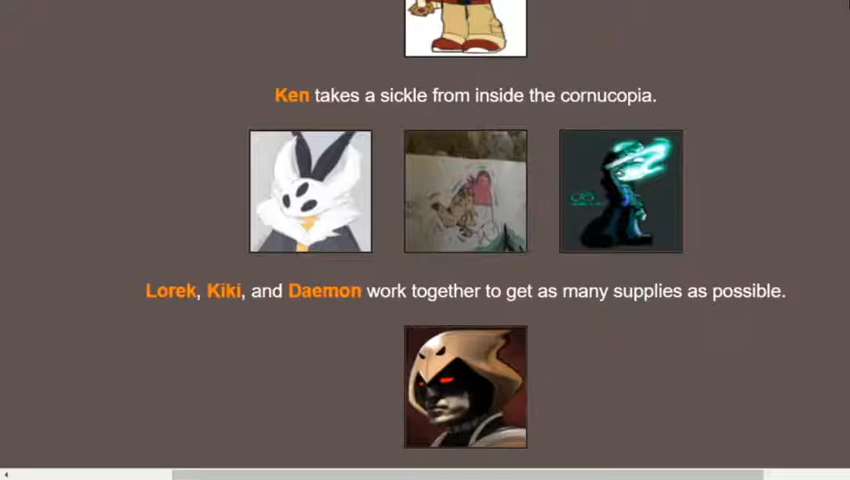 Ken takes a sickle from inside the cornucopia.
Lorek, Kiki, and Daemon work together to get as many supplies as possible.